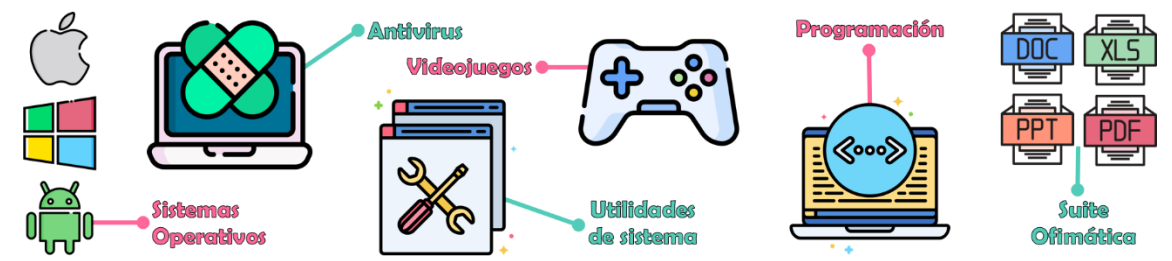 Antivirus
Videojuegos
Programación
DOC
XLS
PPT
PDF
Sistemas
Operativos
Utilidades
de sistema
Suite
Ofimática